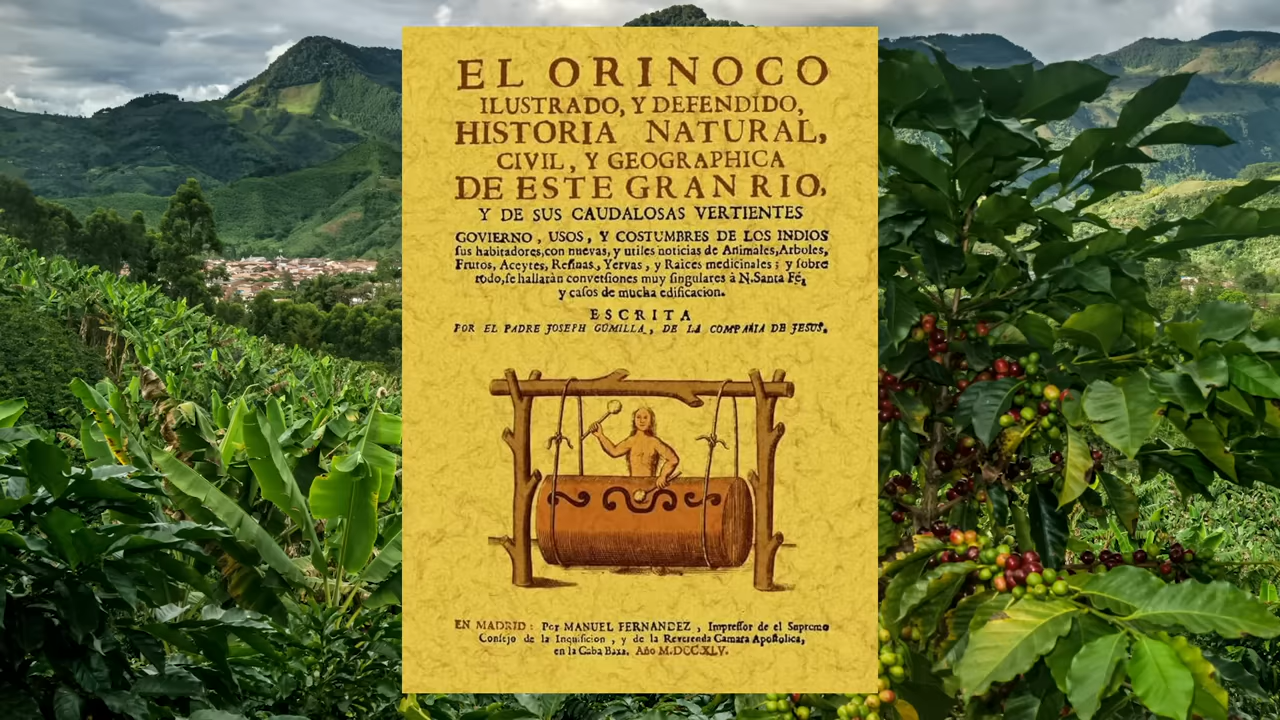 EL ORINOCO
ILUSTRADO, Y DEFENDIDO,
HISTORIA NATURAL,
CIVIL, Y GEOGRAPHICA
DE ESTE GRAN RIO,
Y DE SUS CAUDALOSAS VERTIENTES
GOVIERNO, USOS, Y COSTUMBRES DE LOS INDIOS
ſus habitadores, con nuevas, y utiles noticias de Animales, Arboles,
Frutos, Aceytes, Reſinas, Yervas, y Raices medicinales; y ſobre
todo, ſe hallaràn converſiones muy ſingulares à N. Santa Fé,
y caſos de mucha edificacion.
ESCRITA
POR EL PADRE JOSEPH GUMILLA, DE LA COMPAÑIA DE JESUS,
EN MADRID: Por MANUEL FERNANDEZ, Impreſſor de el Supremo
Conſejo de la Inquiſicion, y de la Reverenda Camara Apoſtolica,
en la Caba Baxa. Año M.DCC.XLV.